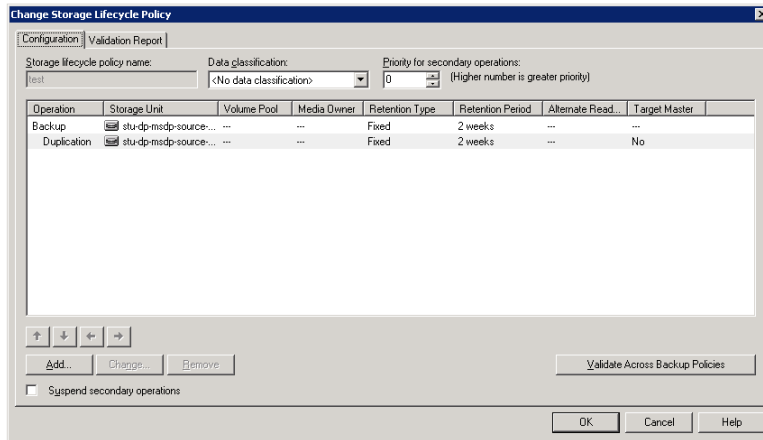 Change Storage Lifecycle Policy
Configuration Validation Report
Storage lifecycle policy name: Data classification: Priority for secondary operations:
test <No data classification> 0 (Higher number is greater priority)
Operation Storage Unit Volume Pool Media Owner Retention Type Retention Period Alternate Read... Target Master
Backup stu-dp-msdp-source-... --- --- Fixed 2 weeks --- ---
Duplication stu-dp-msdp-source-... --- --- Fixed 2 weeks --- No
Add... Change... Remove Validate Across Backup Policies
Suspend secondary operations
OK Cancel Help